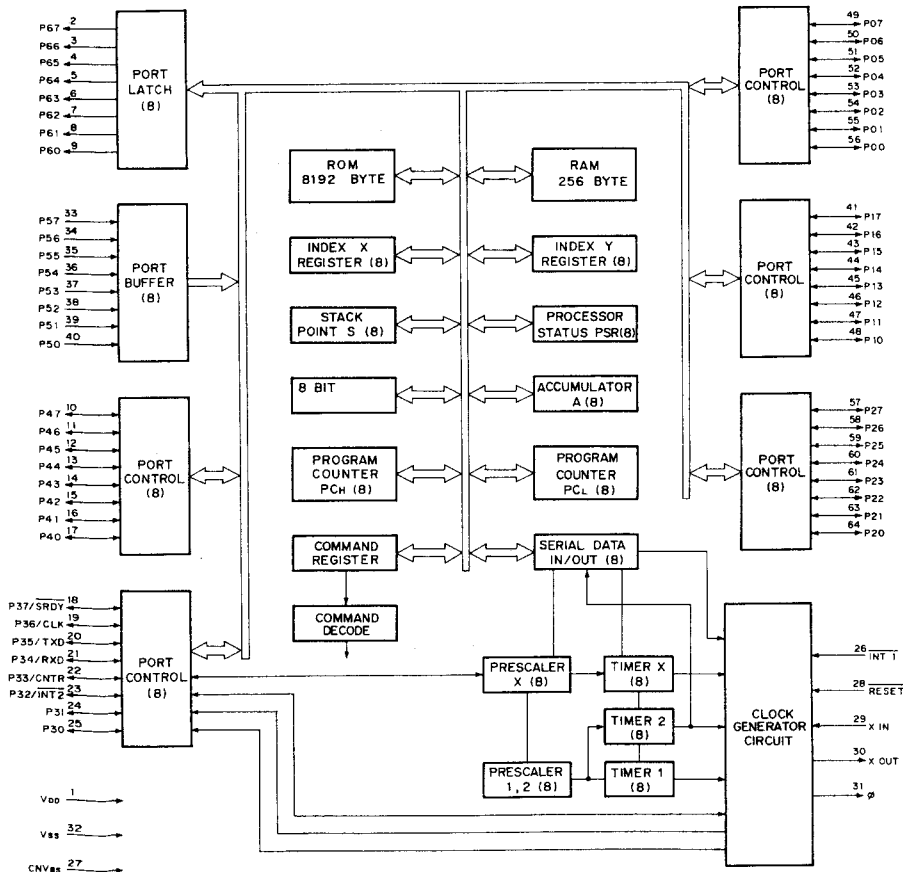 P67 2
P66 3
P65 4
P64 5
P63 6
P62 7
P61 8
P60 9
PORT
LATCH
(8)
PORT
CONTROL
(8)
49 P07
50 P06
51 P05
52 P04
53 P03
54 P02
55 P01
56 P00
ROM
8192 BYTE
RAM
256 BYTE
P57 33
P56 34
P55 35
P54 36
P53 37
P52 38
P51 39
P50 40
PORT
BUFFER
(8)
INDEX X
REGISTER (8)
INDEX Y
REGISTER (8)
PORT
CONTROL
(8)
41 P17
42 P16
43 P15
44 P14
45 P13
46 P12
47 P11
48 P10
STACK
POINT S (8)
PROCESSOR
STATUS PSR(8)
8 BIT
ACCUMULATOR
A (8)
P47 10
P46 11
P45 12
P44 13
P43 14
P42 15
P41 16
P40 17
PORT
CONTROL
(8)
PROGRAM
COUNTER
PCH (8)
PROGRAM
COUNTER
PCL (8)
PORT
CONTROL
(8)
57 P27
58 P26
59 P25
60 P24
61 P23
62 P22
63 P21
64 P20
COMMAND
REGISTER
SERIAL DATA
IN/OUT (8)
COMMAND
DECODE
P37/SRDY 18
P36/CLK 19
P35/TXD 20
P34/RXD 21
P33/CNTR 22
P32/INT2 23
P31 24
P30 25
PORT
CONTROL
(8)
PRESCALER
X (8)
TIMER X
(8)
TIMER 2
(8)
PRESCALER
1,2 (8)
TIMER 1
(8)
CLOCK
GENERATOR
CIRCUIT
26 INT 1
28 RESET
29 X IN
30 X OUT
31 ø
VDD 1
VSS 32
CNVSS 27